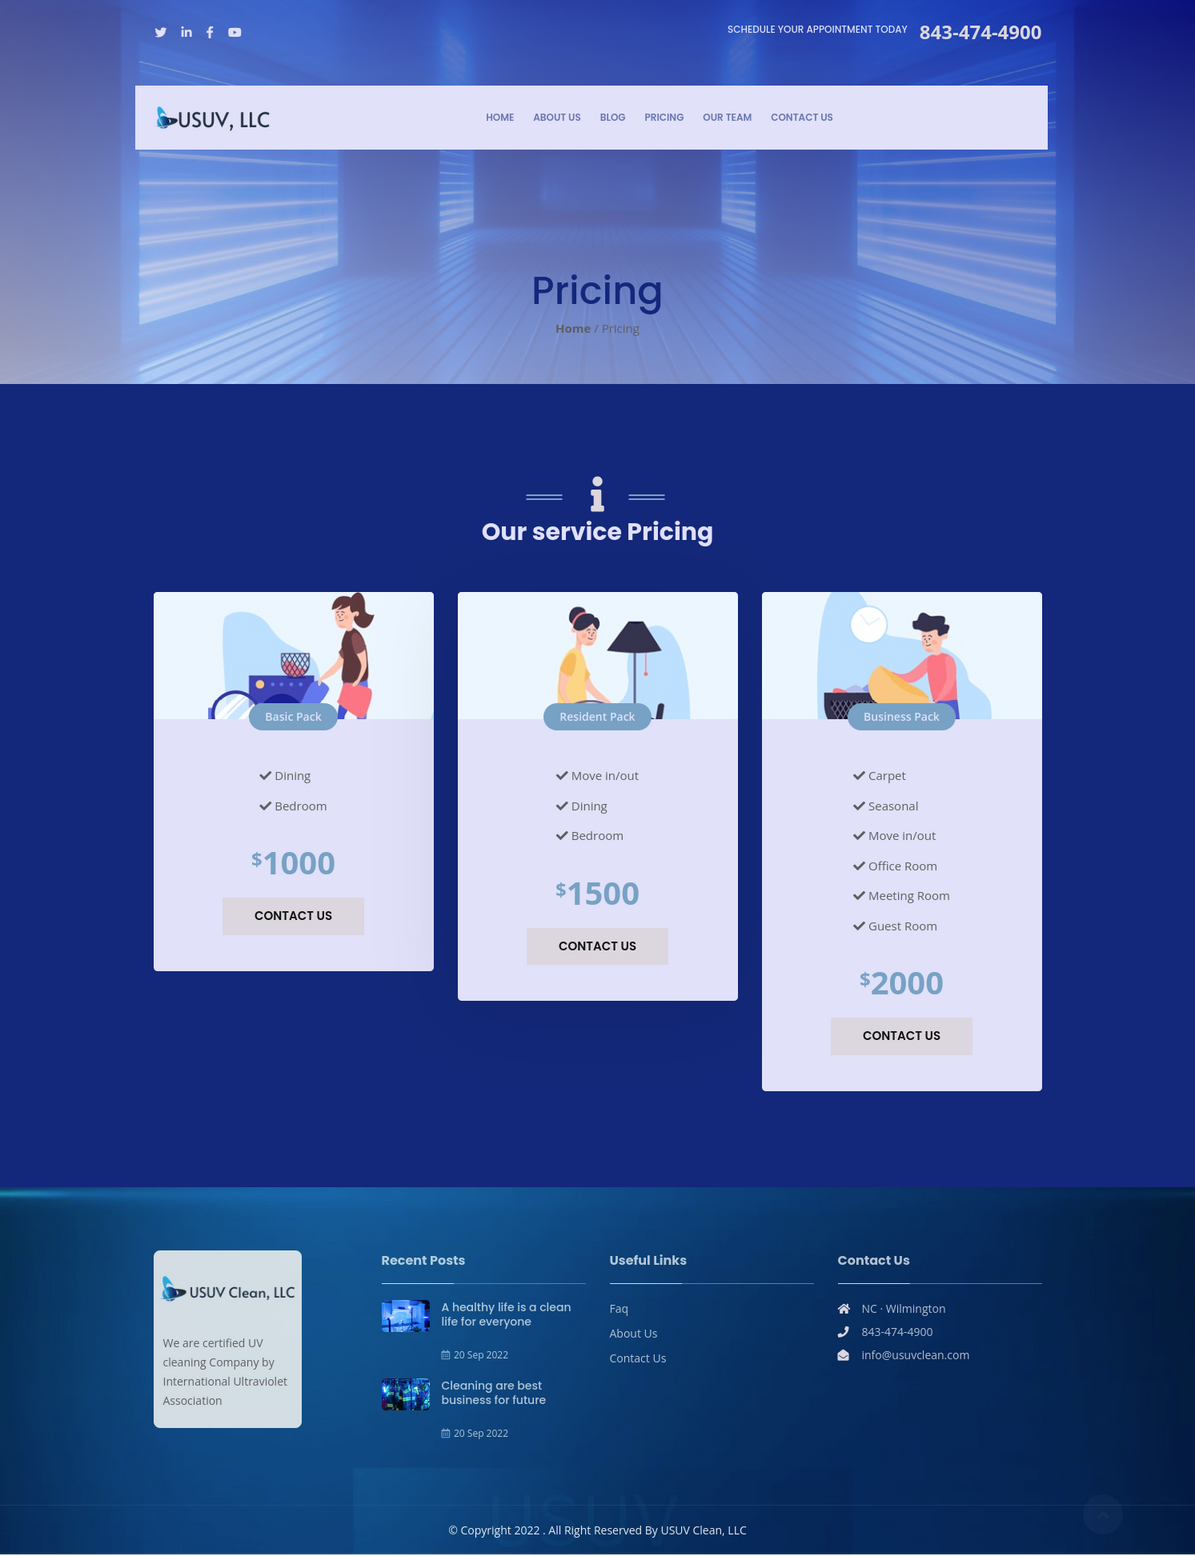 SCHEDULE YOUR APPOINTMENT TODAY 843-474-4900
USUV, LLC
HOME ABOUT US BLOG PRICING OUR TEAM CONTACT US
Pricing
Home / Pricing
Our service Pricing
Basic Pack
Dining
Bedroom
$1000
CONTACT US
Resident Pack
Move in/out
Dining
Bedroom
$1500
CONTACT US
Business Pack
Carpet
Seasonal
Move in/out
Office Room
Meeting Room
Guest Room
$2000
CONTACT US
USUV Clean, LLC
We are certified UV
cleaning Company by
International Ultraviolet
Association
Recent Posts
A healthy life is a clean
life for everyone
20 Sep 2022
Cleaning are best
business for future
20 Sep 2022
Useful Links
Faq
About Us
Contact Us
Contact Us
NC · Wilmington
843-474-4900
info@usuvclean.com
USUV
© Copyright 2022 . All Right Reserved By USUV Clean, LLC